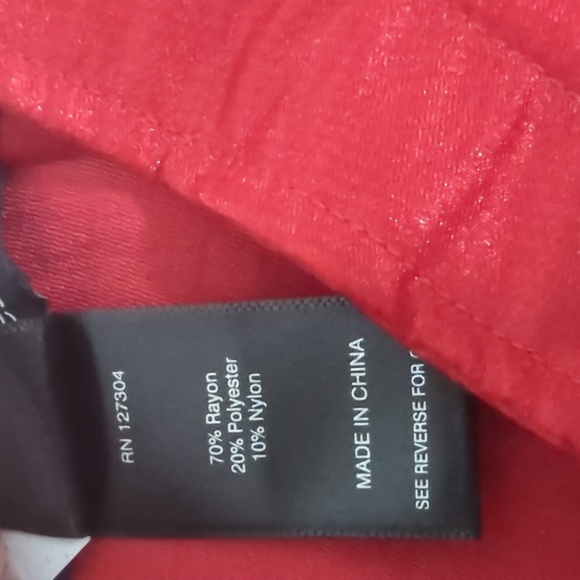 RN 127304
70% Rayon
20% Polyester
10% Nylon
MADE IN CHINA
SEE REVERSE FOR